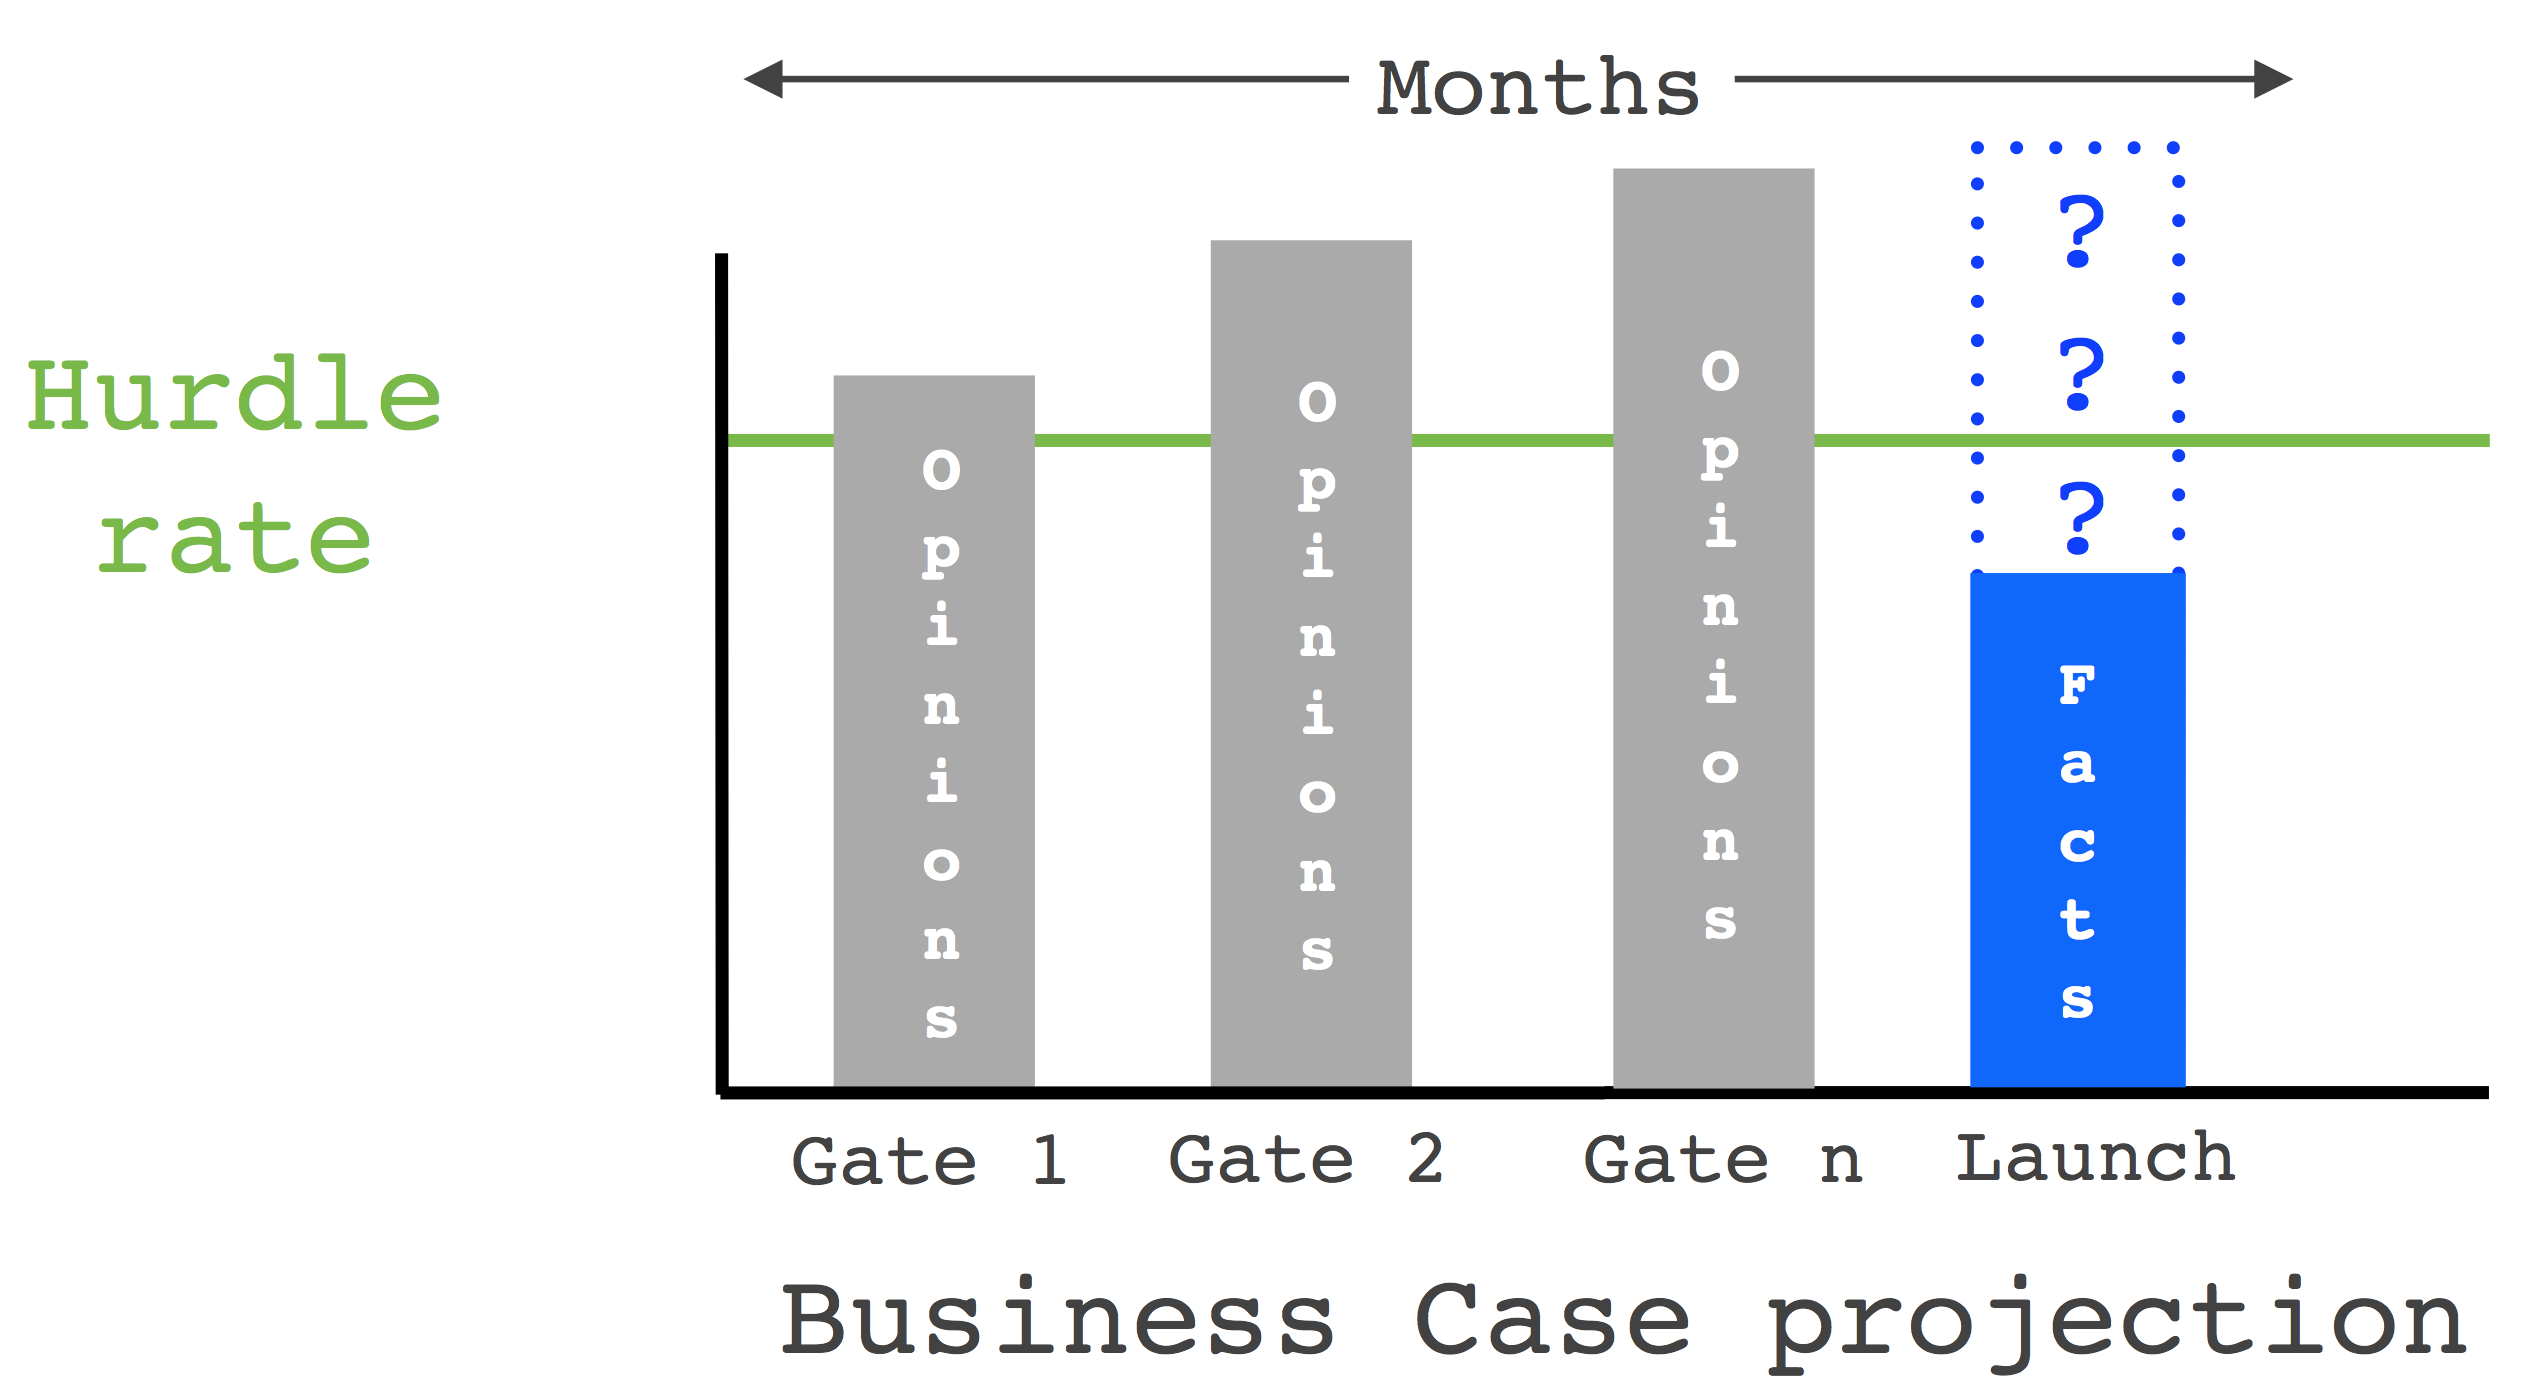 Months
Hurdle
rate
Opinions
Opinions
Opinions
?
?
?
Facts
Gate 1
Gate 2
Gate n
Launch
Business Case projection